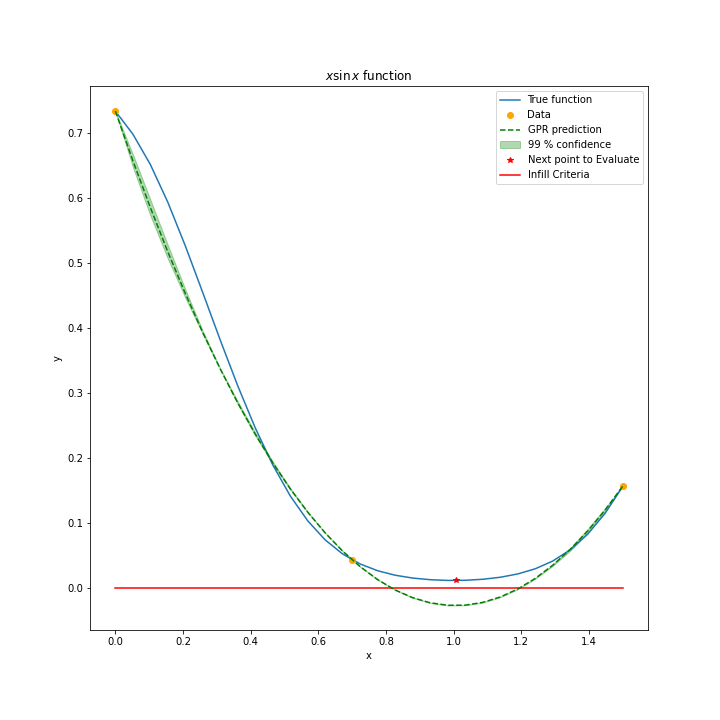 x sin x function
True function
Data
GPR prediction
99 % confidence
Next point to Evaluate
Infill Criteria
y
0.7
0.6
0.5
0.4
0.3
0.2
0.1
0.0
0.0 0.2 0.4 0.6 0.8 1.0 1.2 1.4
x